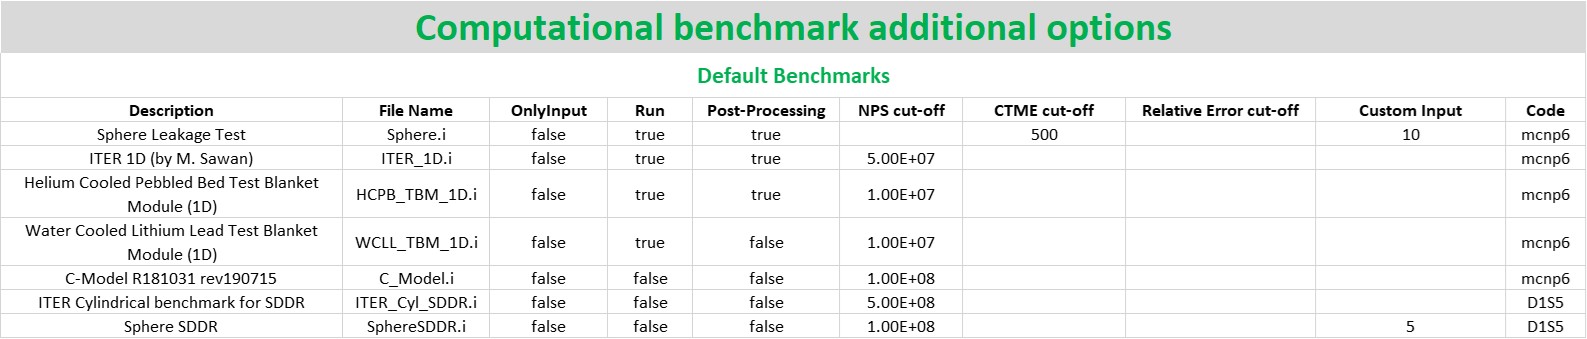 Computational benchmark additional options
Default Benchmarks
Description File Name OnlyInput Run Post-Processing NPS cut-off CTME cut-off Relative Error cut-off Custom Input Code
Sphere Leakage Test Sphere.i false true true 500 10 mcnp6
ITER 1D (by M. Sawan) ITER_1D.i false true true 5.00E+07 mcnp6
Helium Cooled Pebbled Bed Test Blanket
Module (1D) HCPB_TBM_1D.i false true true 1.00E+07 mcnp6
Water Cooled Lithium Lead Test Blanket
Module (1D) WCLL_TBM_1D.i false true false 1.00E+07 mcnp6
C-Model R181031 rev190715 C_Model.i false false false 1.00E+08 mcnp6
ITER Cylindrical benchmark for SDDR ITER_Cyl_SDDR.i false false false 5.00E+08 D1S5
Sphere SDDR SphereSDDR.i false false false 1.00E+08 5 D1S5